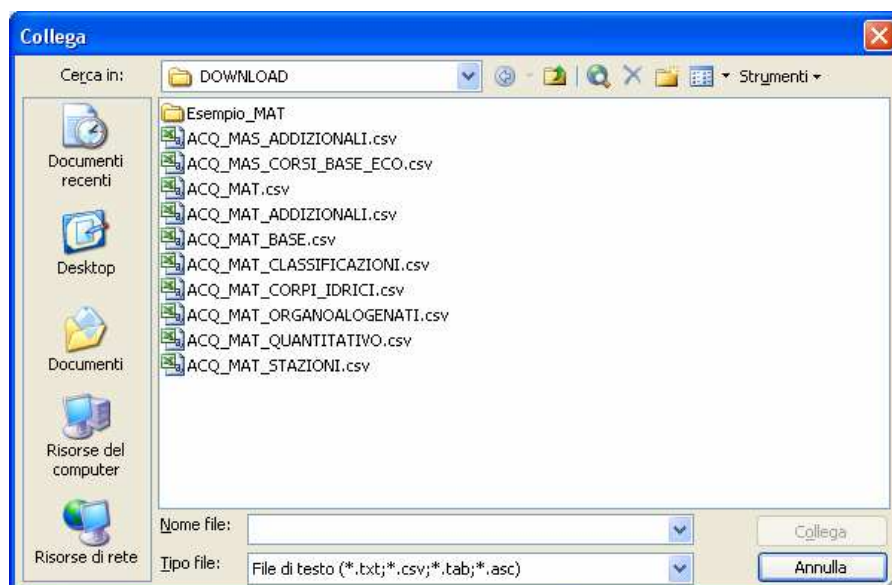 Collega
Cerca in:
DOWNLOAD
Strumenti
Documenti
recenti
Desktop
Documenti
Risorse del
computer
Risorse di rete
Esempio_MAT
ACQ_MAS_ADDIZIONALI.csv
ACQ_MAS_CORSI_BASE_ECO.csv
ACQ_MAT.csv
ACQ_MAT_ADDIZIONALI.csv
ACQ_MAT_BASE.csv
ACQ_MAT_CLASSIFICAZIONI.csv
ACQ_MAT_CORPI_IDRICI.csv
ACQ_MAT_ORGANOALOGENATI.csv
ACQ_MAT_QUANTITATIVO.csv
ACQ_MAT_STAZIONI.csv
Nome file:
Collega
Tipo file:
File di testo (*.txt;*.csv;*.tab;*.asc)
Annulla